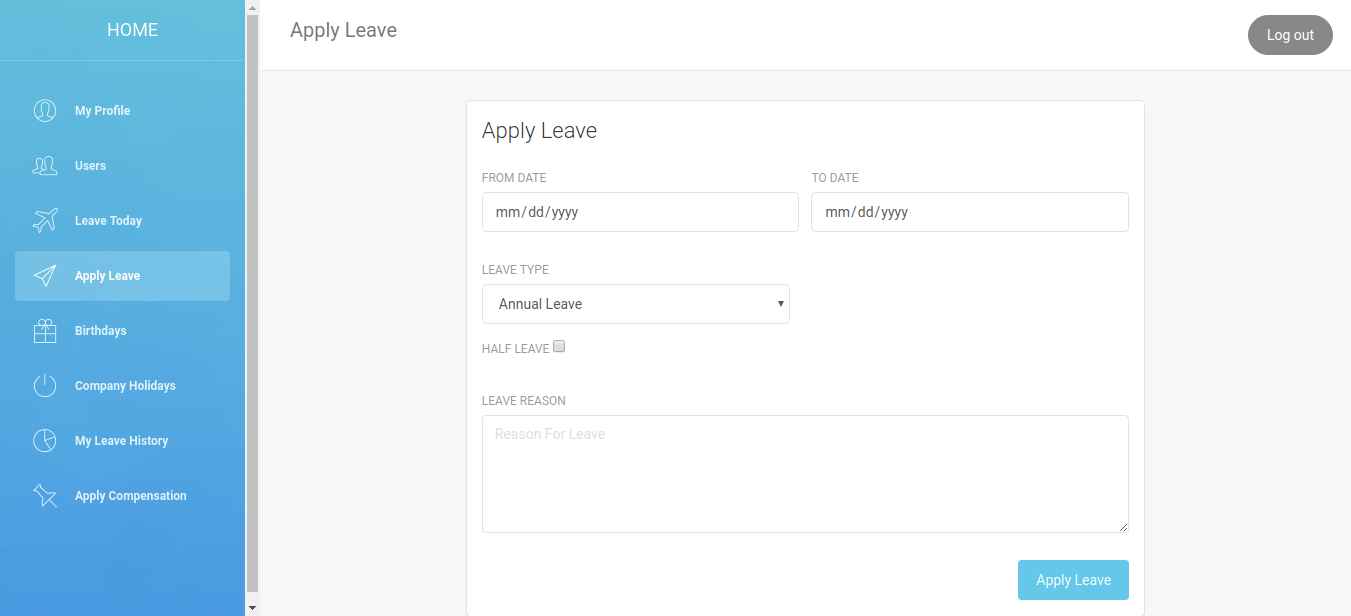 HOME
My Profile
Users
Leave Today
Apply Leave
Birthdays
Company Holidays
My Leave History
Apply Compensation
Apply Leave
Log out
Apply Leave
FROM DATE
TO DATE
mm/dd/yyyy
mm/dd/yyyy
LEAVE TYPE
Annual Leave
HALF LEAVE
LEAVE REASON
Reason For Leave
Apply Leave